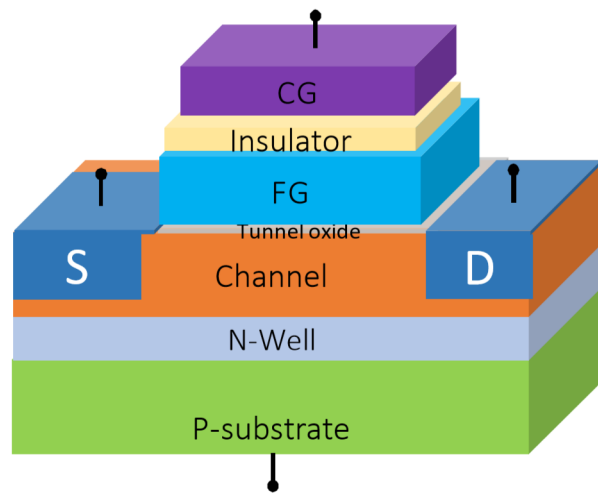 CG
Insulator
FG
Tunnel oxide
S
Channel
D
N-Well
P-substrate